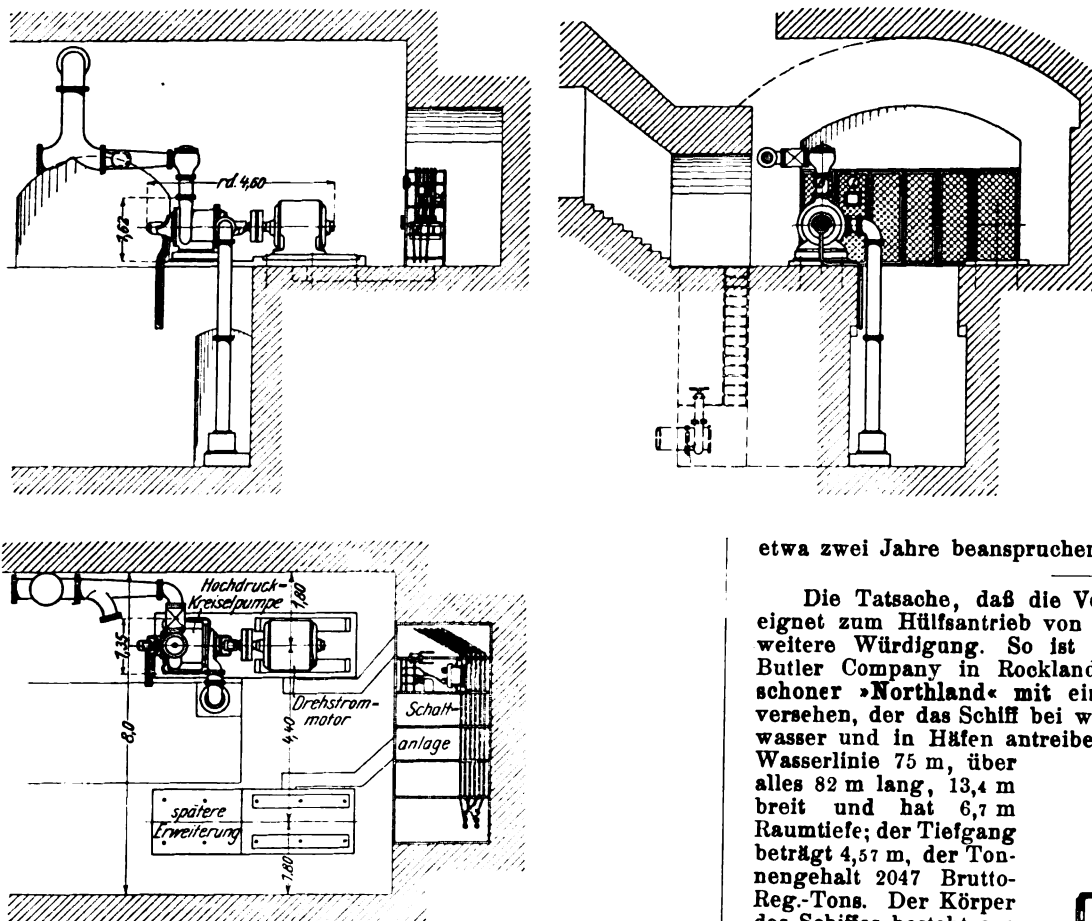 rd. 4,60
1,62
Hochdruck-
Kreiselpumpe
1,80
1,35
8,0
Drehstrom-
motor
4,40
Schalt-
anlage
spätere
Erweiterung
1,80
etwa zwei Jahre beanspruchen
Die Tatsache, daß die
eignet zum Hülfsantrieb von
weitere Würdigung. So ist
Butler Company in Rockland
schoner »Northland« mit
versehen, der das Schiff bei
wasser und in Häfen
Wasserlinie 75 m, über
alles 82 m lang, 13,4 m
breit und hat 6,7 m
Raumtiefe; der Tiefgang
beträgt 4,57 m, der Ton-
nengehalt 2047 Brutto-
Reg.-Tons. Der Körper